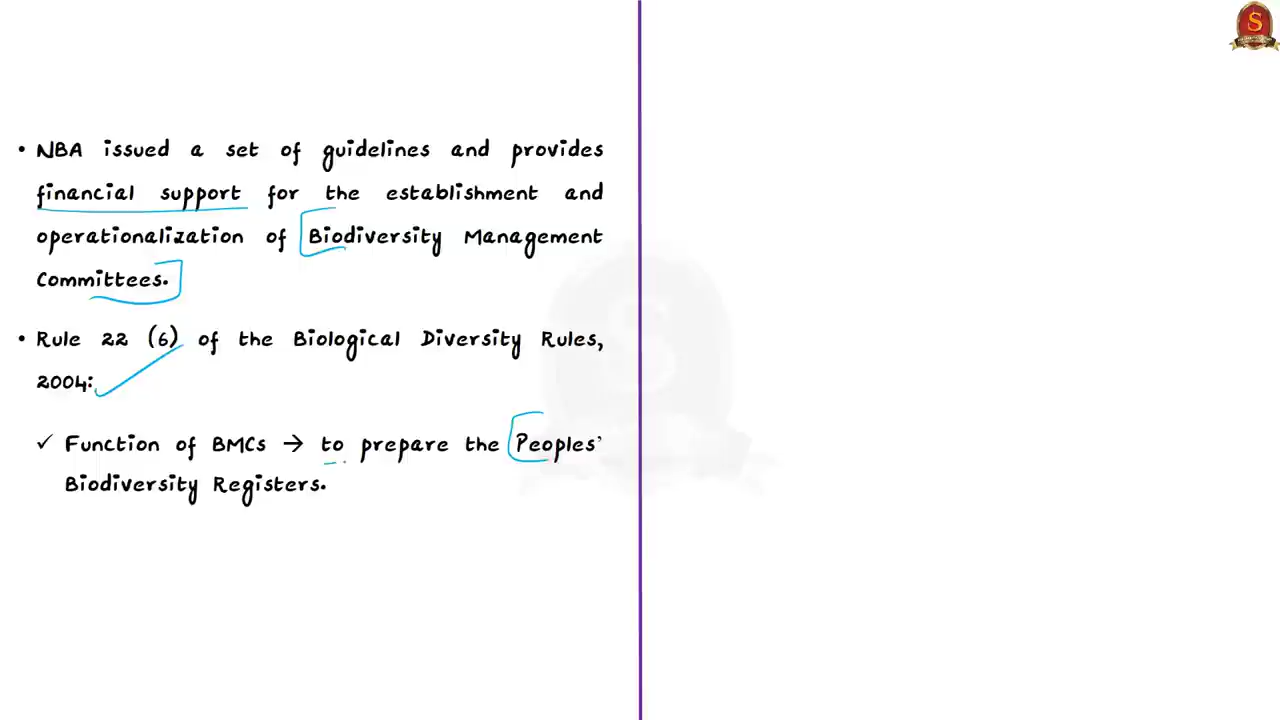 • NBA issued a set of guidelines and provides
financial support for the establishment and
operationalization of Biodiversity Management
Committees.
• Rule 22 (6) of the Biological Diversity Rules,
2004:
✓ Function of BMCs → to prepare the Peoples'
Biodiversity Registers.
S